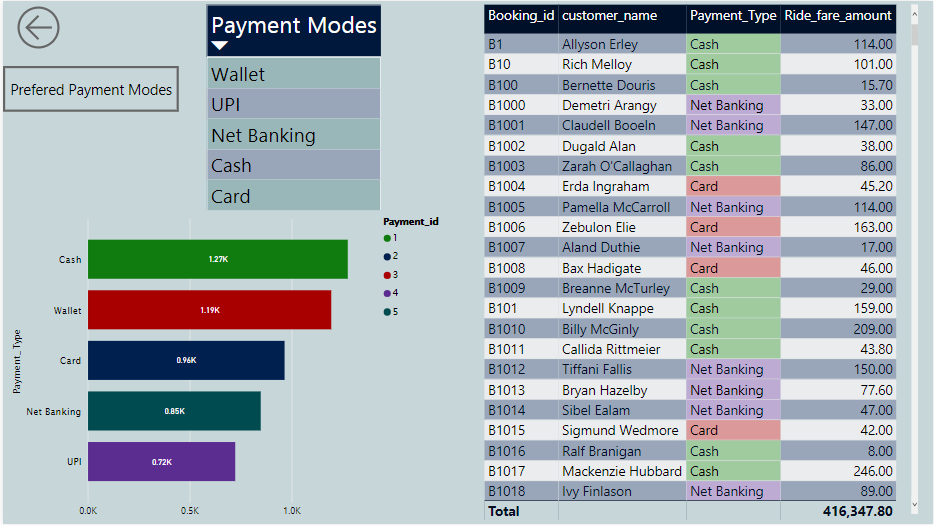 Payment Modes
Prefered Payment Modes
Wallet
UPI
Net Banking
Cash
Card
Payment_id
1
2
3
4
5
Payment_Type
Cash 1.27K
Wallet 1.19K
Card 0.96K
Net Banking 0.85K
UPI 0.72K
0.0K 0.5K 1.0K
Booking_id customer_name Payment_Type Ride_fare_amount
B1 Allyson Erley Cash 114.00
B10 Rich Melloy Cash 101.00
B100 Bernette Douris Cash 15.70
B1000 Demetri Arangy Net Banking 33.00
B1001 Claudell Booeln Net Banking 147.00
B1002 Dugald Alan Cash 38.00
B1003 Zarah O'Callaghan Cash 86.00
B1004 Erda Ingraham Card 45.20
B1005 Pamella McCarroll Net Banking 114.00
B1006 Zebulon Elie Card 163.00
B1007 Aland Duthie Net Banking 17.00
B1008 Bax Hadigate Card 46.00
B1009 Breanne McTurley Cash 29.00
B101 Lyndell Knappe Cash 159.00
B1010 Billy McGinly Cash 209.00
B1011 Callida Rittmeier Cash 43.80
B1012 Tiffani Fallis Net Banking 150.00
B1013 Bryan Hazelby Net Banking 77.60
B1014 Sibel Ealam Net Banking 47.00
B1015 Sigmund Wedmore Card 42.00
B1016 Ralf Branigan Cash 8.00
B1017 Mackenzie Hubbard Cash 246.00
B1018 Ivy Finlason Net Banking 89.00
Total 416,347.80